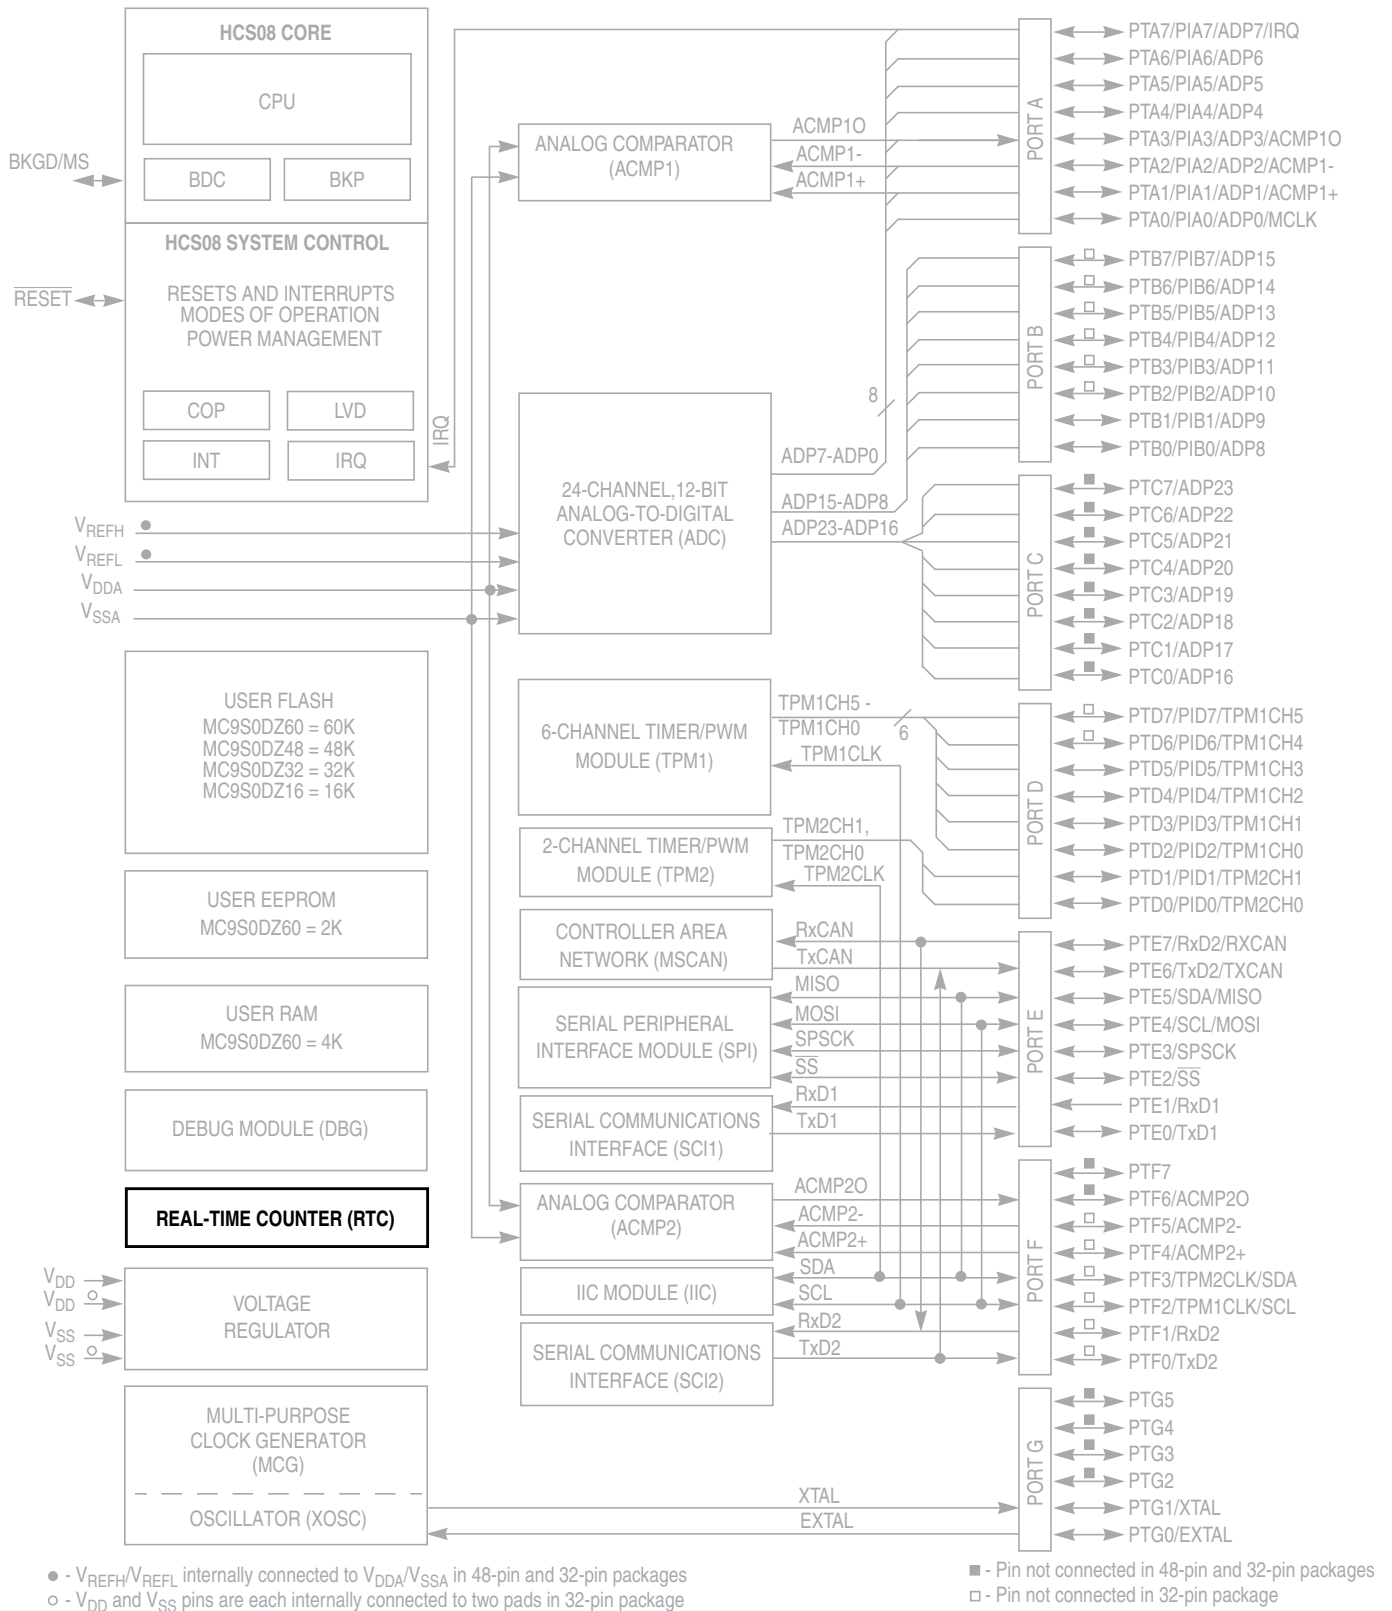 HCS08 CORE
CPU
BDC
BKP
BKGD/MS
HCS08 SYSTEM CONTROL
RESETS AND INTERRUPTS
MODES OF OPERATION
POWER MANAGEMENT
RESET
COP
LVD
INT
IRQ
IRQ
VREFH
VREFL
VDDA
VSSA
USER FLASH
MC9S0DZ60 = 60K
MC9S0DZ48 = 48K
MC9S0DZ32 = 32K
MC9S0DZ16 = 16K
USER EEPROM
MC9S0DZ60 = 2K
USER RAM
MC9S0DZ60 = 4K
DEBUG MODULE (DBG)
REAL-TIME COUNTER (RTC)
VDD
VDD
VSS
VSS
VOLTAGE
REGULATOR
MULTI-PURPOSE
CLOCK GENERATOR
(MCG)
OSCILLATOR (XOSC)
ANALOG COMPARATOR
(ACMP1)
ACMP1O
ACMP1-
ACMP1+
24-CHANNEL,12-BIT
ANALOG-TO-DIGITAL
CONVERTER (ADC)
8
ADP7-ADP0
ADP15-ADP8
ADP23-ADP16
6-CHANNEL TIMER/PWM
MODULE (TPM1)
TPM1CH5 -
TPM1CH0
6
TPM1CLK
2-CHANNEL TIMER/PWM
MODULE (TPM2)
TPM2CH1,
TPM2CH0
TPM2CLK
CONTROLLER AREA
NETWORK (MSCAN)
RxCAN
TxCAN
SERIAL PERIPHERAL
INTERFACE MODULE (SPI)
MISO
MOSI
SPSCK
SS
SERIAL COMMUNICATIONS
INTERFACE (SCI1)
RxD1
TxD1
ANALOG COMPARATOR
(ACMP2)
ACMP2O
ACMP2-
ACMP2+
IIC MODULE (IIC)
SDA
SCL
SERIAL COMMUNICATIONS
INTERFACE (SCI2)
RxD2
TxD2
XTAL
EXTAL
PORT A
PTA7/PIA7/ADP7/IRQ
PTA6/PIA6/ADP6
PTA5/PIA5/ADP5
PTA4/PIA4/ADP4
PTA3/PIA3/ADP3/ACMP1O
PTA2/PIA2/ADP2/ACMP1-
PTA1/PIA1/ADP1/ACMP1+
PTA0/PIA0/ADP0/MCLK
PORT B
PTB7/PIB7/ADP15
PTB6/PIB6/ADP14
PTB5/PIB5/ADP13
PTB4/PIB4/ADP12
PTB3/PIB3/ADP11
PTB2/PIB2/ADP10
PTB1/PIB1/ADP9
PTB0/PIB0/ADP8
PORT C
PTC7/ADP23
PTC6/ADP22
PTC5/ADP21
PTC4/ADP20
PTC3/ADP19
PTC2/ADP18
PTC1/ADP17
PTC0/ADP16
PORT D
PTD7/PID7/TPM1CH5
PTD6/PID6/TPM1CH4
PTD5/PID5/TPM1CH3
PTD4/PID4/TPM1CH2
PTD3/PID3/TPM1CH1
PTD2/PID2/TPM1CH0
PTD1/PID1/TPM2CH1
PTD0/PID0/TPM2CH0
PORT E
PTE7/RxD2/RXCAN
PTE6/TxD2/TXCAN
PTE5/SDA/MISO
PTE4/SCL/MOSI
PTE3/SPSCK
PTE2/SS
PTE1/RxD1
PTE0/TxD1
PORT F
PTF7
PTF6/ACMP2O
PTF5/ACMP2-
PTF4/ACMP2+
PTF3/TPM2CLK/SDA
PTF2/TPM1CLK/SCL
PTF1/RxD2
PTF0/TxD2
PORT G
PTG5
PTG4
PTG3
PTG2
PTG1/XTAL
PTG0/EXTAL
● - VREFH/VREFL internally connected to VDDA/VSSA in 48-pin and 32-pin packages
○ - VDD and VSS pins are each internally connected to two pads in 32-pin package
■ - Pin not connected in 48-pin and 32-pin packages
□ - Pin not connected in 32-pin package